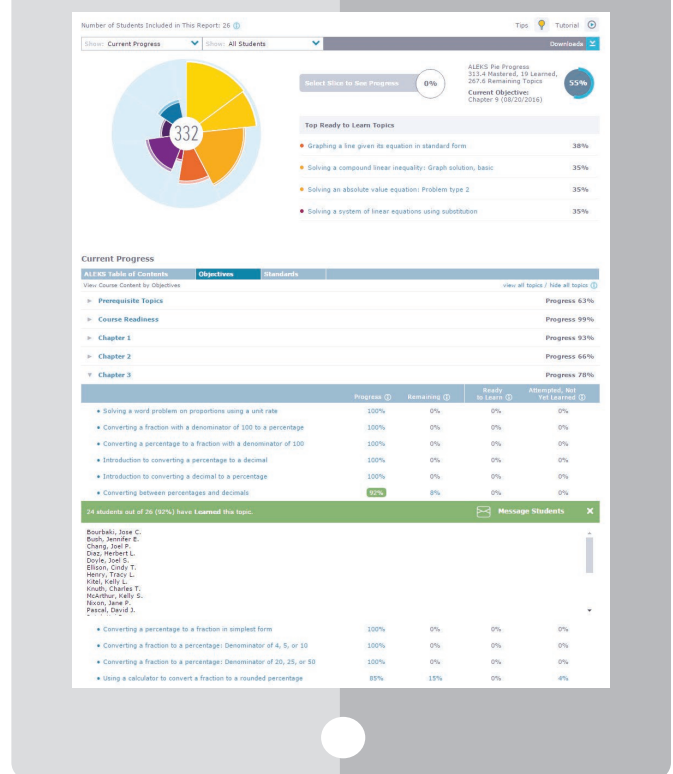 Number of Students Included in This Report: 26
Tips Tutorial
Show: Current Progress Show: All Students Downloads
332
Select Slice to See Progress 0%
ALEKS Pie Progress
313.4 Mastered, 19 Learned,
267.6 Remaining Topics
Current Objective:
Chapter 9 (08/20/2016)
55%
Top Ready to Learn Topics
• Graphing a line given its equation in standard form 38%
• Solving a compound linear inequality: Graph solution, basic 35%
• Solving an absolute value equation: Problem type 2 35%
• Solving a system of linear equations using substitution 35%
Current Progress
ALEKS Table of Contents Objectives Standards
View Course Content by Objectives view all topics / hide all topics
Prerequisite Topics Progress 63%
Course Readiness Progress 99%
Chapter 1 Progress 93%
Chapter 2 Progress 66%
Chapter 3 Progress 78%
Progress Remaining Ready to Learn Attempted, Not Yet Learned
• Solving a word problem on proportions using a unit rate 100% 0% 0% 0%
• Converting a fraction with a denominator of 100 to a percentage 100% 0% 0% 0%
• Converting a percentage to a fraction with a denominator of 100 100% 0% 0% 0%
• Introduction to converting a percentage to a decimal 100% 0% 0% 0%
• Introduction to converting a decimal to a percentage 100% 0% 0% 0%
• Converting between percentages and decimals 92% 8% 0% 0%
24 students out of 26 (92%) have Learned this topic. Message Students X
Bourbaki, Jose C.
Bush, Jennifer E.
Chang, Joel P.
Diaz, Herbert L.
Doyle, Joel S.
Ellison, Cindy T.
Henry, Tracy L.
Kitel, Kelly L.
Knuth, Charles T.
McArthur, Kelly S.
Nixon, Jane P.
Pascal, David J.
• Converting a percentage to a fraction in simplest form 100% 0% 0% 0%
• Converting a fraction to a percentage: Denominator of 4, 5, or 10 100% 0% 0% 0%
• Converting a fraction to a percentage: Denominator of 20, 25, or 50 100% 0% 0% 0%
• Using a calculator to convert a fraction to a rounded percentage 85% 15% 0% 4%